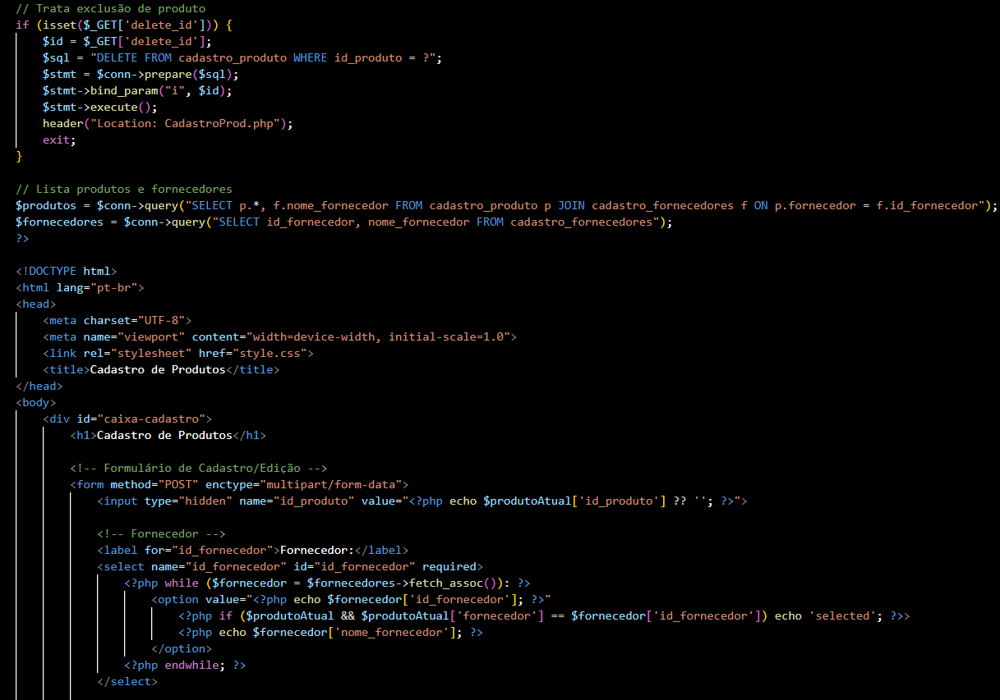 // Trata exclusão de produto
if (isset($_GET['delete_id'])) {
    $id = $_GET['delete_id'];
    $sql = "DELETE FROM cadastro_produto WHERE id_produto = ?";
    $stmt = $conn->prepare($sql);
    $stmt->bind_param("i", $id);
    $stmt->execute();
    header("Location: CadastroProd.php");
    exit;
}

// Lista produtos e fornecedores
$produtos = $conn->query("SELECT p.*, f.nome_fornecedor FROM cadastro_produto p JOIN cadastro_fornecedores f ON p.fornecedor = f.id_fornecedor");
$fornecedores = $conn->query("SELECT id_fornecedor, nome_fornecedor FROM cadastro_fornecedores");
?>

<!DOCTYPE html>
<html lang="pt-br">
<head>
    <meta charset="UTF-8">
    <meta name="viewport" content="width=device-width, initial-scale=1.0">
    <link rel="stylesheet" href="style.css">
    <title>Cadastro de Produtos</title>
</head>
<body>
    <div id="caixa-cadastro">
        <h1>Cadastro de Produtos</h1>

        <!-- Formulário de Cadastro/Edição -->
        <form method="POST" enctype="multipart/form-data">
            <input type="hidden" name="id_produto" value="<?php echo $produtoAtual['id_produto'] ?? ''; ?>">

            <!-- Fornecedor -->
            <label for="id_fornecedor">Fornecedor:</label>
            <select name="id_fornecedor" id="id_fornecedor" required>
                <?php while ($fornecedor = $fornecedores->fetch_assoc()): ?>
                    <option value="<?php echo $fornecedor['id_fornecedor']; ?>"
                        <?php if ($produtoAtual && $produtoAtual['fornecedor'] == $fornecedor['id_fornecedor']) echo 'selected'; ?>>
                        <?php echo $fornecedor['nome_fornecedor']; ?>
                    </option>
                <?php endwhile; ?>
            </select>